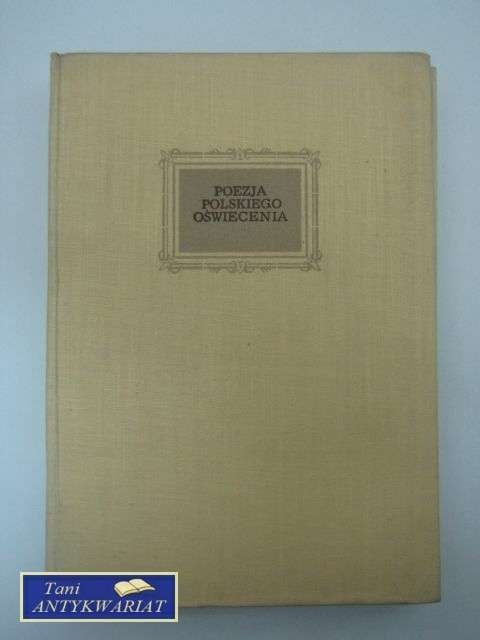 POEZJA
POLSKIEGO
OŚWIECENIA
Tani
ANTYKWARIAT